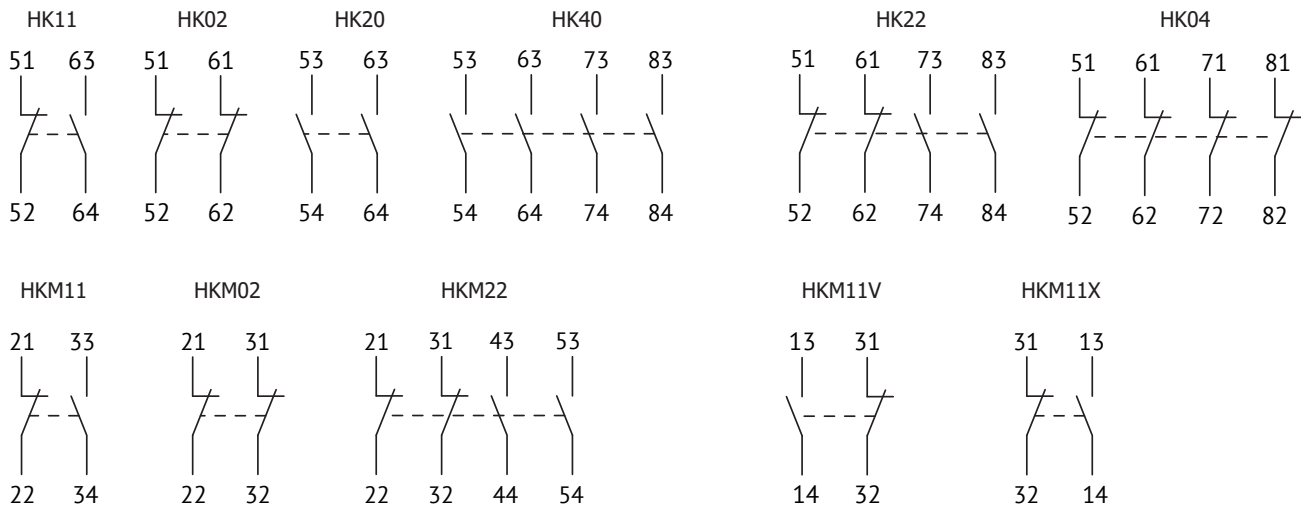 HK11 HK02 HK20 HK40 HK22 HK04
51 63 51 61 53 63 53 63 73 83 51 61 73 83 51 61 71 81
52 64 52 62 54 64 54 64 74 84 52 62 74 84 52 62 72 82
HKM11 HKM02 HKM22 HKM11V HKM11X
21 33 21 31 21 31 43 53 13 31 31 13
22 34 22 32 22 32 44 54 14 32 32 14